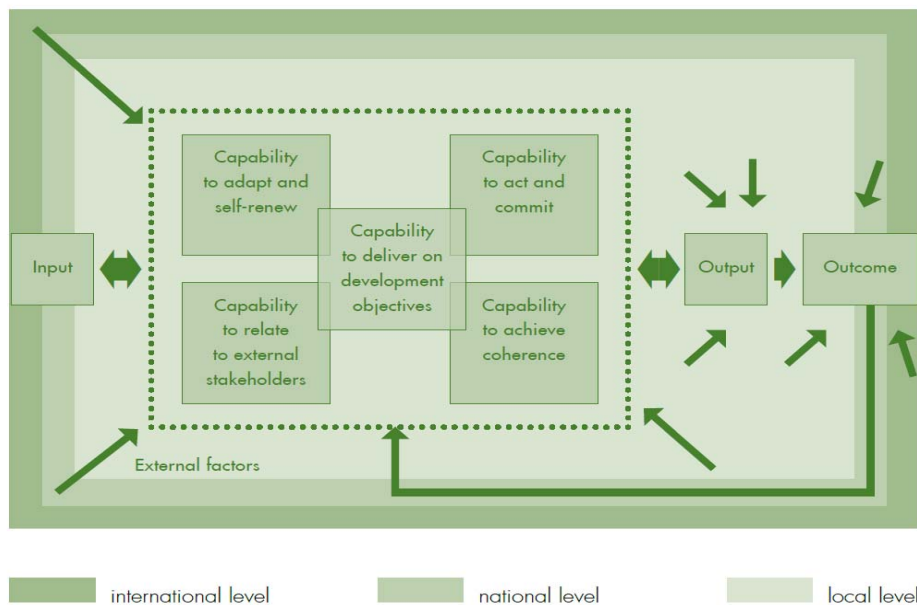 Capability
to adapt and
self-renew
Capability
to act and
commit
Capability
to deliver on
development
objectives
Input
Output
Outcome
Capability
to relate
to external
stakeholders
Capability
to achieve
coherence
External factors
international level
national level
local level